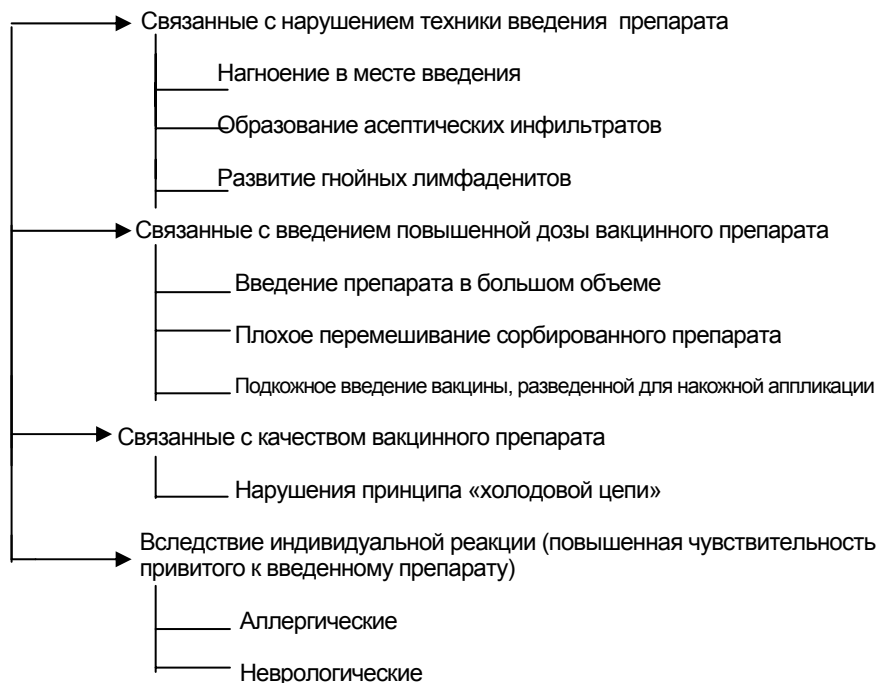 Связанные с нарушением техники введения препарата
Нагноение в месте введения
Образование асептических инфильтратов
Развитие гнойных лимфаденитов
Связанные с введением повышенной дозы вакцинного препарата
Введение препарата в большом объеме
Плохое перемешивание сорбированного препарата
Подкожное введение вакцины, разведенной для накожной аппликации
Связанные с качеством вакцинного препарата
Нарушения принципа «холодовой цепи»
Вследствие индивидуальной реакции (повышенная чувствительность
привитого к введенному препарату)
Аллергические
Неврологические